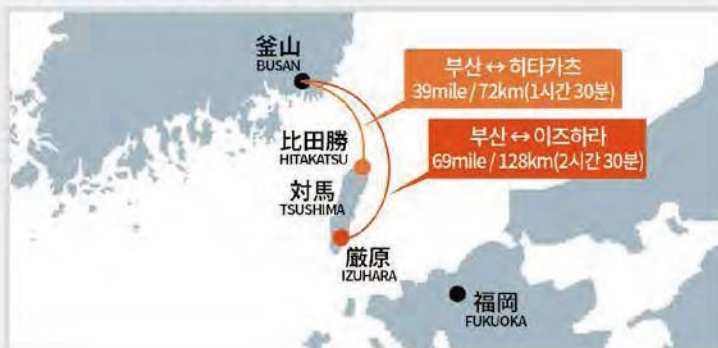 釜山
BUSAN
부산 ↔ 히타카츠
39mile / 72km(1시간 30분)
比田勝
HITAKATSU
부산 ↔ 이즈하라
69mile / 128km(2시간 30분)
対馬
TSUSHIMA
厳原
IZUHARA
福岡
FUKUOKA